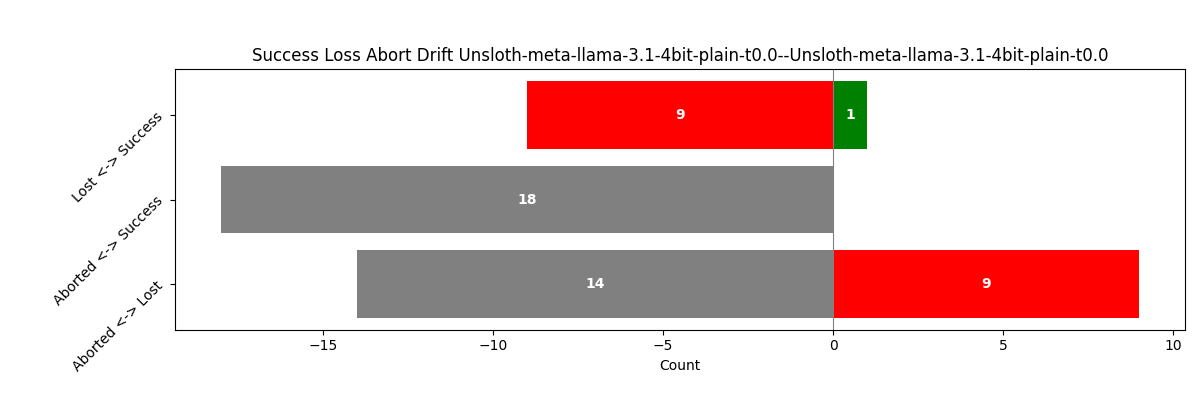 Success Loss Abort Drift Unsloth-meta-llama-3.1-4bit-plain-t0.0--Unsloth-meta-llama-3.1-4bit-plain-t0.0
Lost <-> Success
9
1
Aborted <-> Success
18
Aborted <-> Lost
14
9
−15
−10
−5
0
5
10
Count